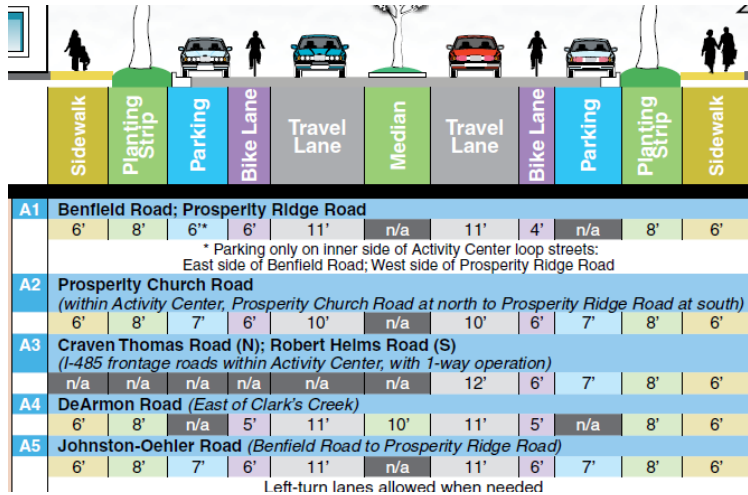 Sidewalk Planting Strip Parking Bike Lane Travel Lane Median Travel Lane Bike Lane Parking Planting Strip Sidewalk
A1 Benfield Road; Prosperity Ridge Road
6' 8' 6'* 6' 11' n/a 11' 4' n/a 8' 6'
* Parking only on inner side of Activity Center loop streets:
East side of Benfield Road; West side of Prosperity Ridge Road
A2 Prosperity Church Road
(within Activity Center, Prosperity Church Road at north to Prosperity Ridge Road at south)
6' 8' 7' 6' 10' n/a 10' 6' 7' 8' 6'
A3 Craven Thomas Road (N); Robert Helms Road (S)
(I-485 frontage roads within Activity Center, with 1-way operation)
n/a n/a n/a n/a n/a n/a 12' 6' 7' 8' 6'
A4 DeArmon Road (East of Clark's Creek)
6' 8' n/a 5' 11' 10' 11' 5' n/a 8' 6'
A5 Johnston-Oehler Road (Benfield Road to Prosperity Ridge Road)
6' 8' 7' 6' 11' n/a 11' 6' 7' 8' 6'
Left-turn lanes allowed when needed